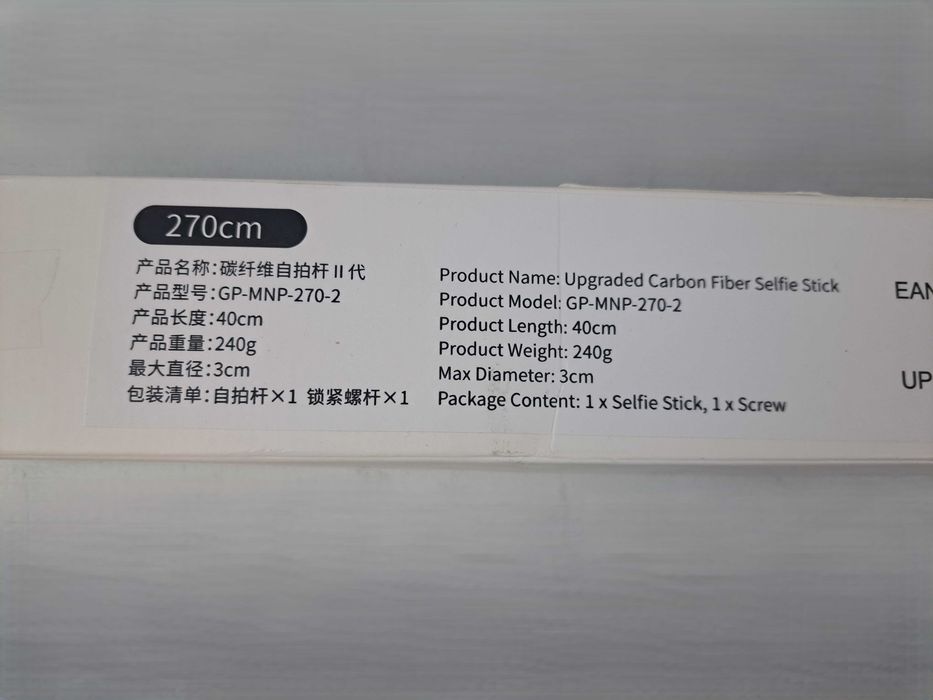 270cm
产品名称:碳纤维自拍杆 II 代
产品型号:GP-MNP-270-2
产品长度:40cm
产品重量:240g
最大直径:3cm
包装清单:自拍杆×1 锁紧螺杆×1
Product Name: Upgraded Carbon Fiber Selfie Stick
Product Model: GP-MNP-270-2
Product Length: 40cm
Product Weight: 240g
Max Diameter: 3cm
Package Content: 1 x Selfie Stick, 1 x Screw
EAN
UP